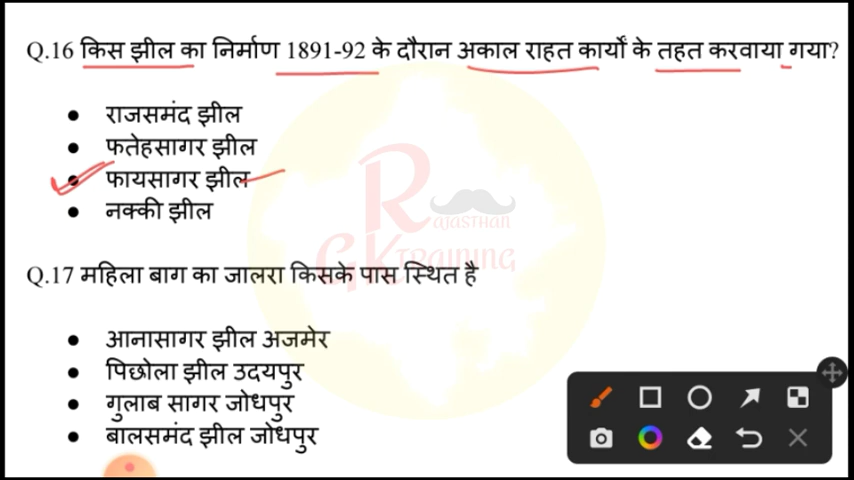 Q.16 किस झील का निर्माण 1891-92 के दौरान अकाल राहत कार्यों के तहत करवाया गया?
● राजसमंद झील
● फतेहसागर झील
● फायसागर झील
● नक्की झील
R
AJASTHAN
GK TRAINING
Q.17 महिला बाग का जालरा किसके पास स्थित है
● आनासागर झील अजमेर
● पिछोला झील उदयपुर
● गुलाब सागर जोधपुर
● बालसमंद झील जोधपुर